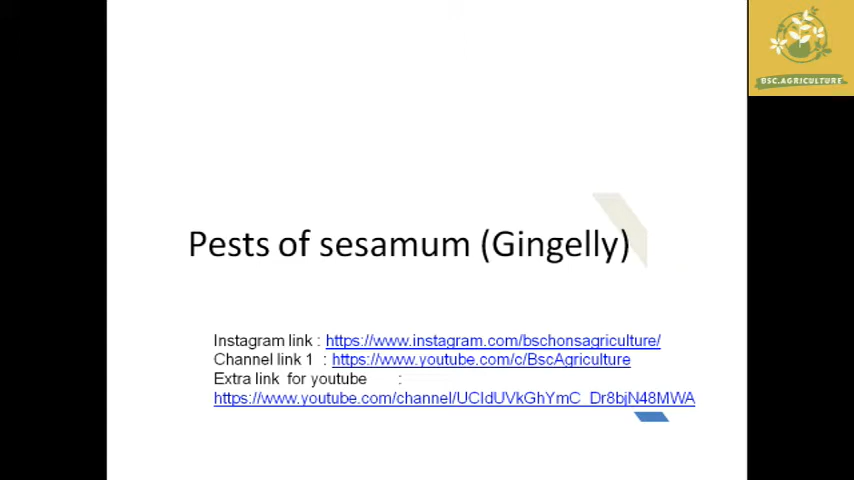 BSC.AGRICULTURE
Pests of sesamum (Gingelly)
Instagram link : https://www.instagram.com/bschonsagriculture/
Channel link 1 : https://www.youtube.com/c/BscAgriculture
Extra link for youtube :
https://www.youtube.com/channel/UCIdUVkGhYmC_Dr8bjN48MWA